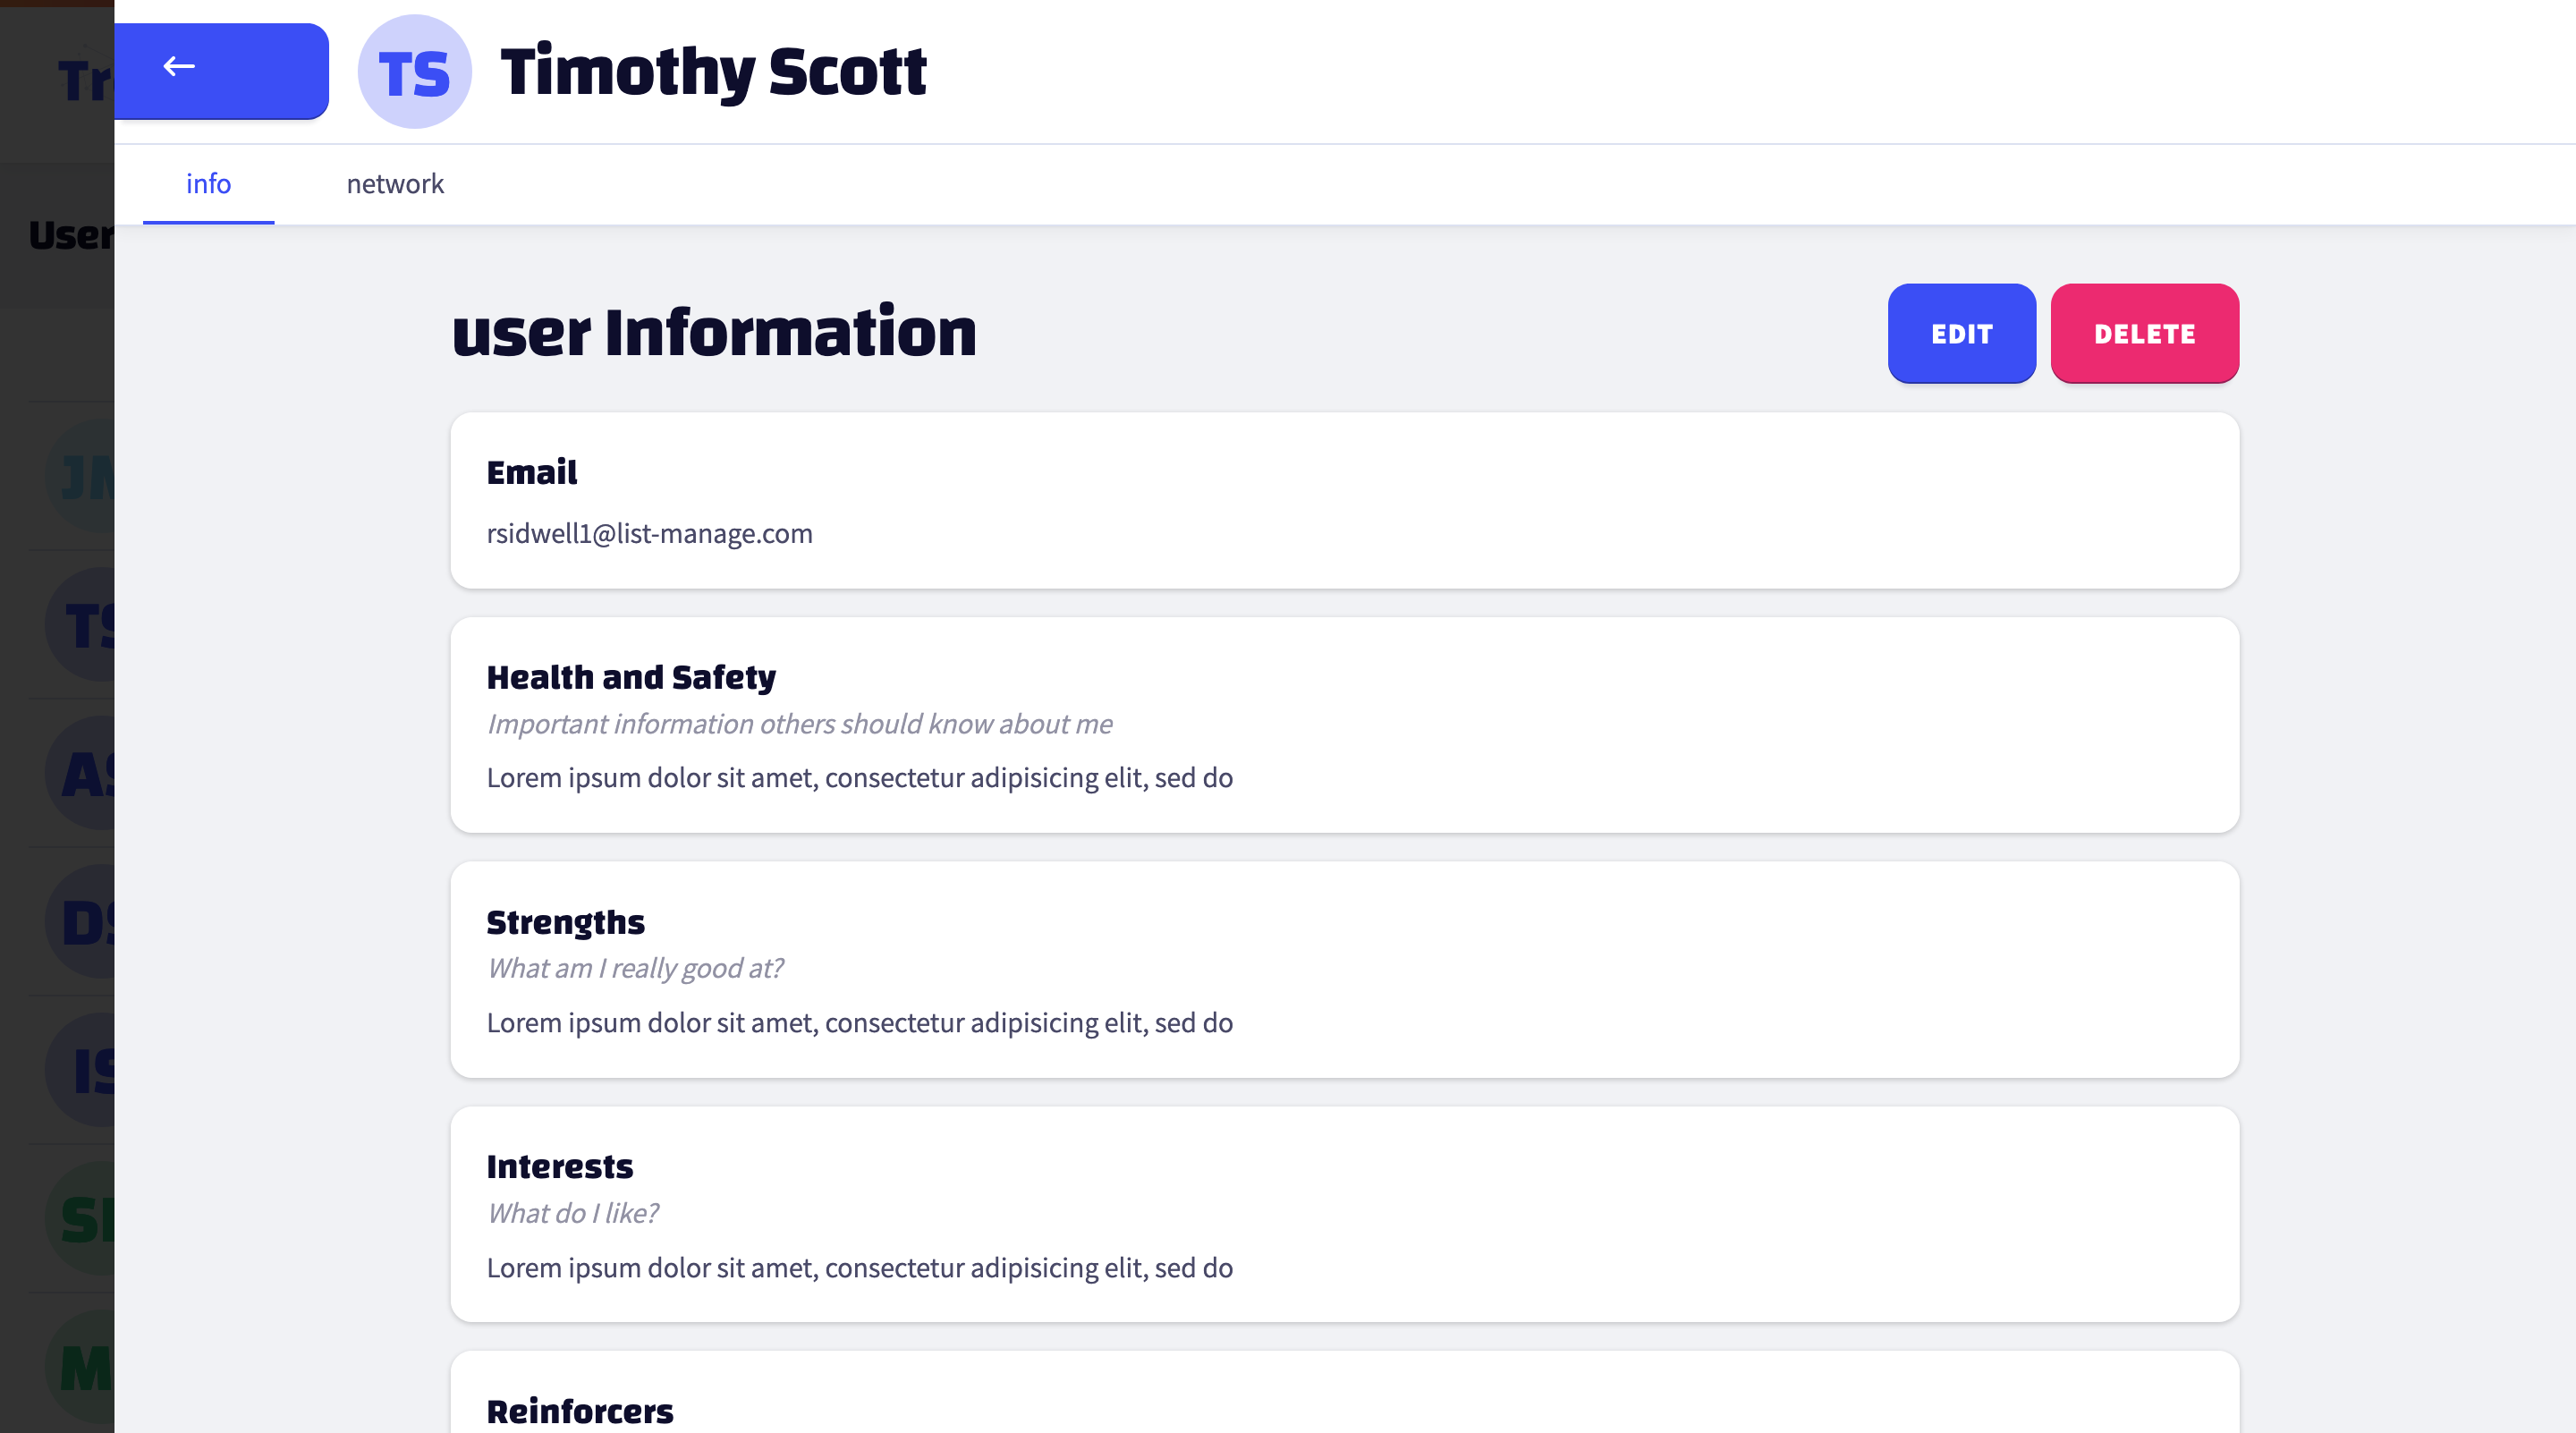 Timothy Scott
TS
info
network
User
user Information
EDIT
DELETE
Email
rsidwell1@list-manage.com
Health and Safety
Important information others should know about me
Lorem ipsum dolor sit amet, consectetur adipisicing elit, sed do
Strengths
What am I really good at?
Lorem ipsum dolor sit amet, consectetur adipisicing elit, sed do
Interests
What do I like?
Lorem ipsum dolor sit amet, consectetur adipisicing elit, sed do
Reinforcers
JM
TS
AS
DS
IS